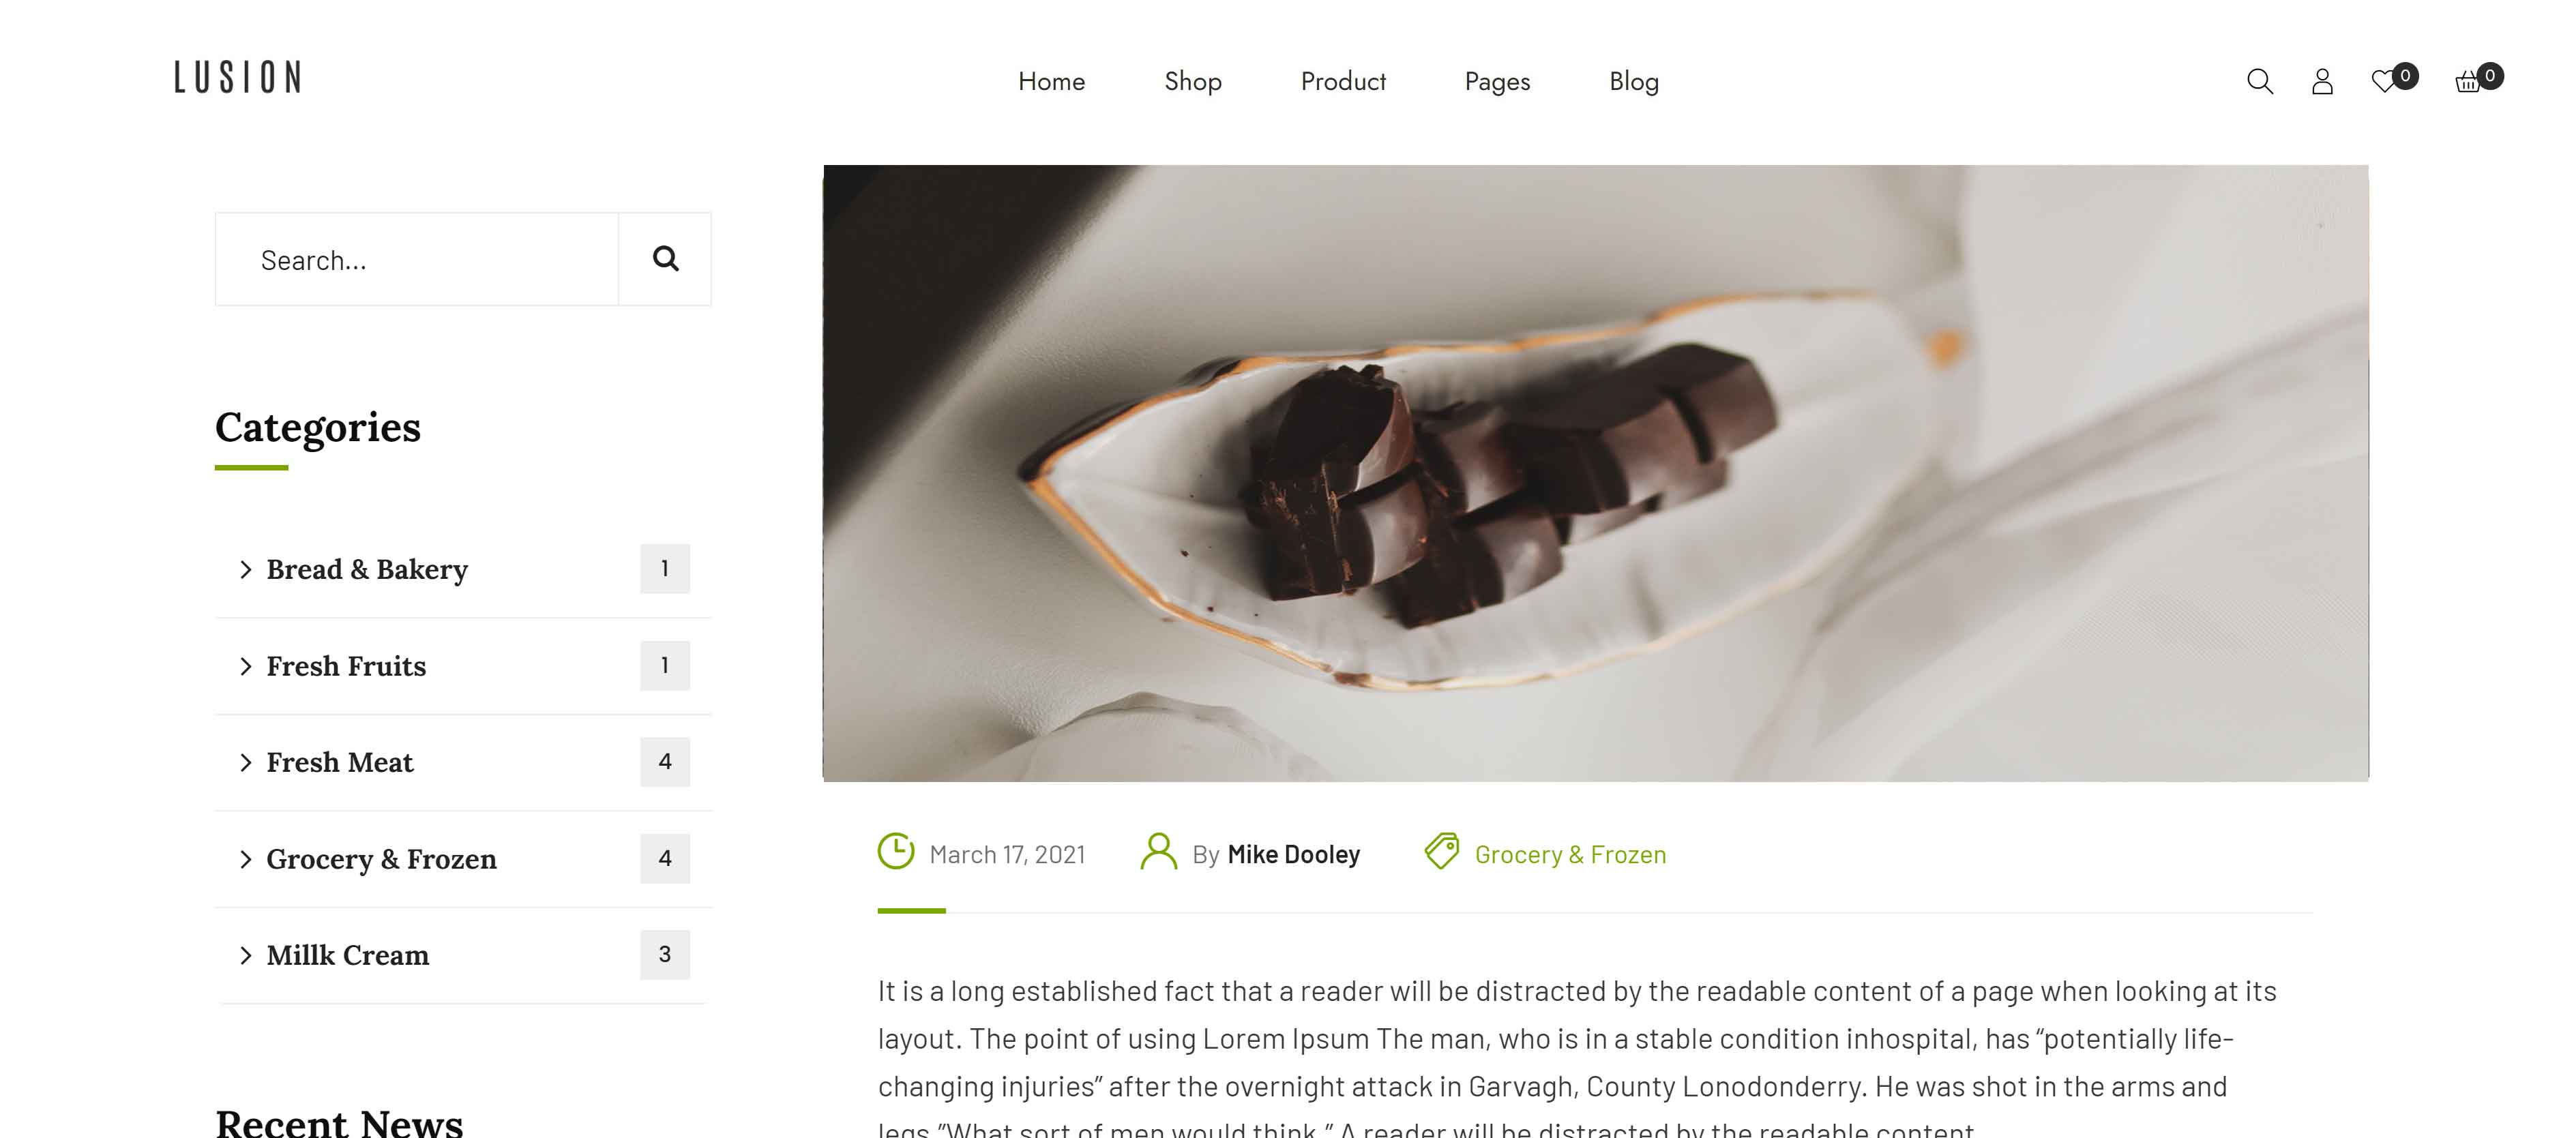 LUSION
Home Shop Product Pages Blog
0 0
Search...
Categories
Bread & Bakery 1
Fresh Fruits 1
Fresh Meat 4
Grocery & Frozen 4
Millk Cream 3
Recent News
March 17, 2021 By Mike Dooley Grocery & Frozen
It is a long established fact that a reader will be distracted by the readable content of a page when looking at its
layout. The point of using Lorem Ipsum The man, who is in a stable condition inhospital, has “potentially life-
changing injuries” after the overnight attack in Garvagh, County Lonodonderry. He was shot in the arms and
legs.”What sort of men would think.” A reader will be distracted by the readable content